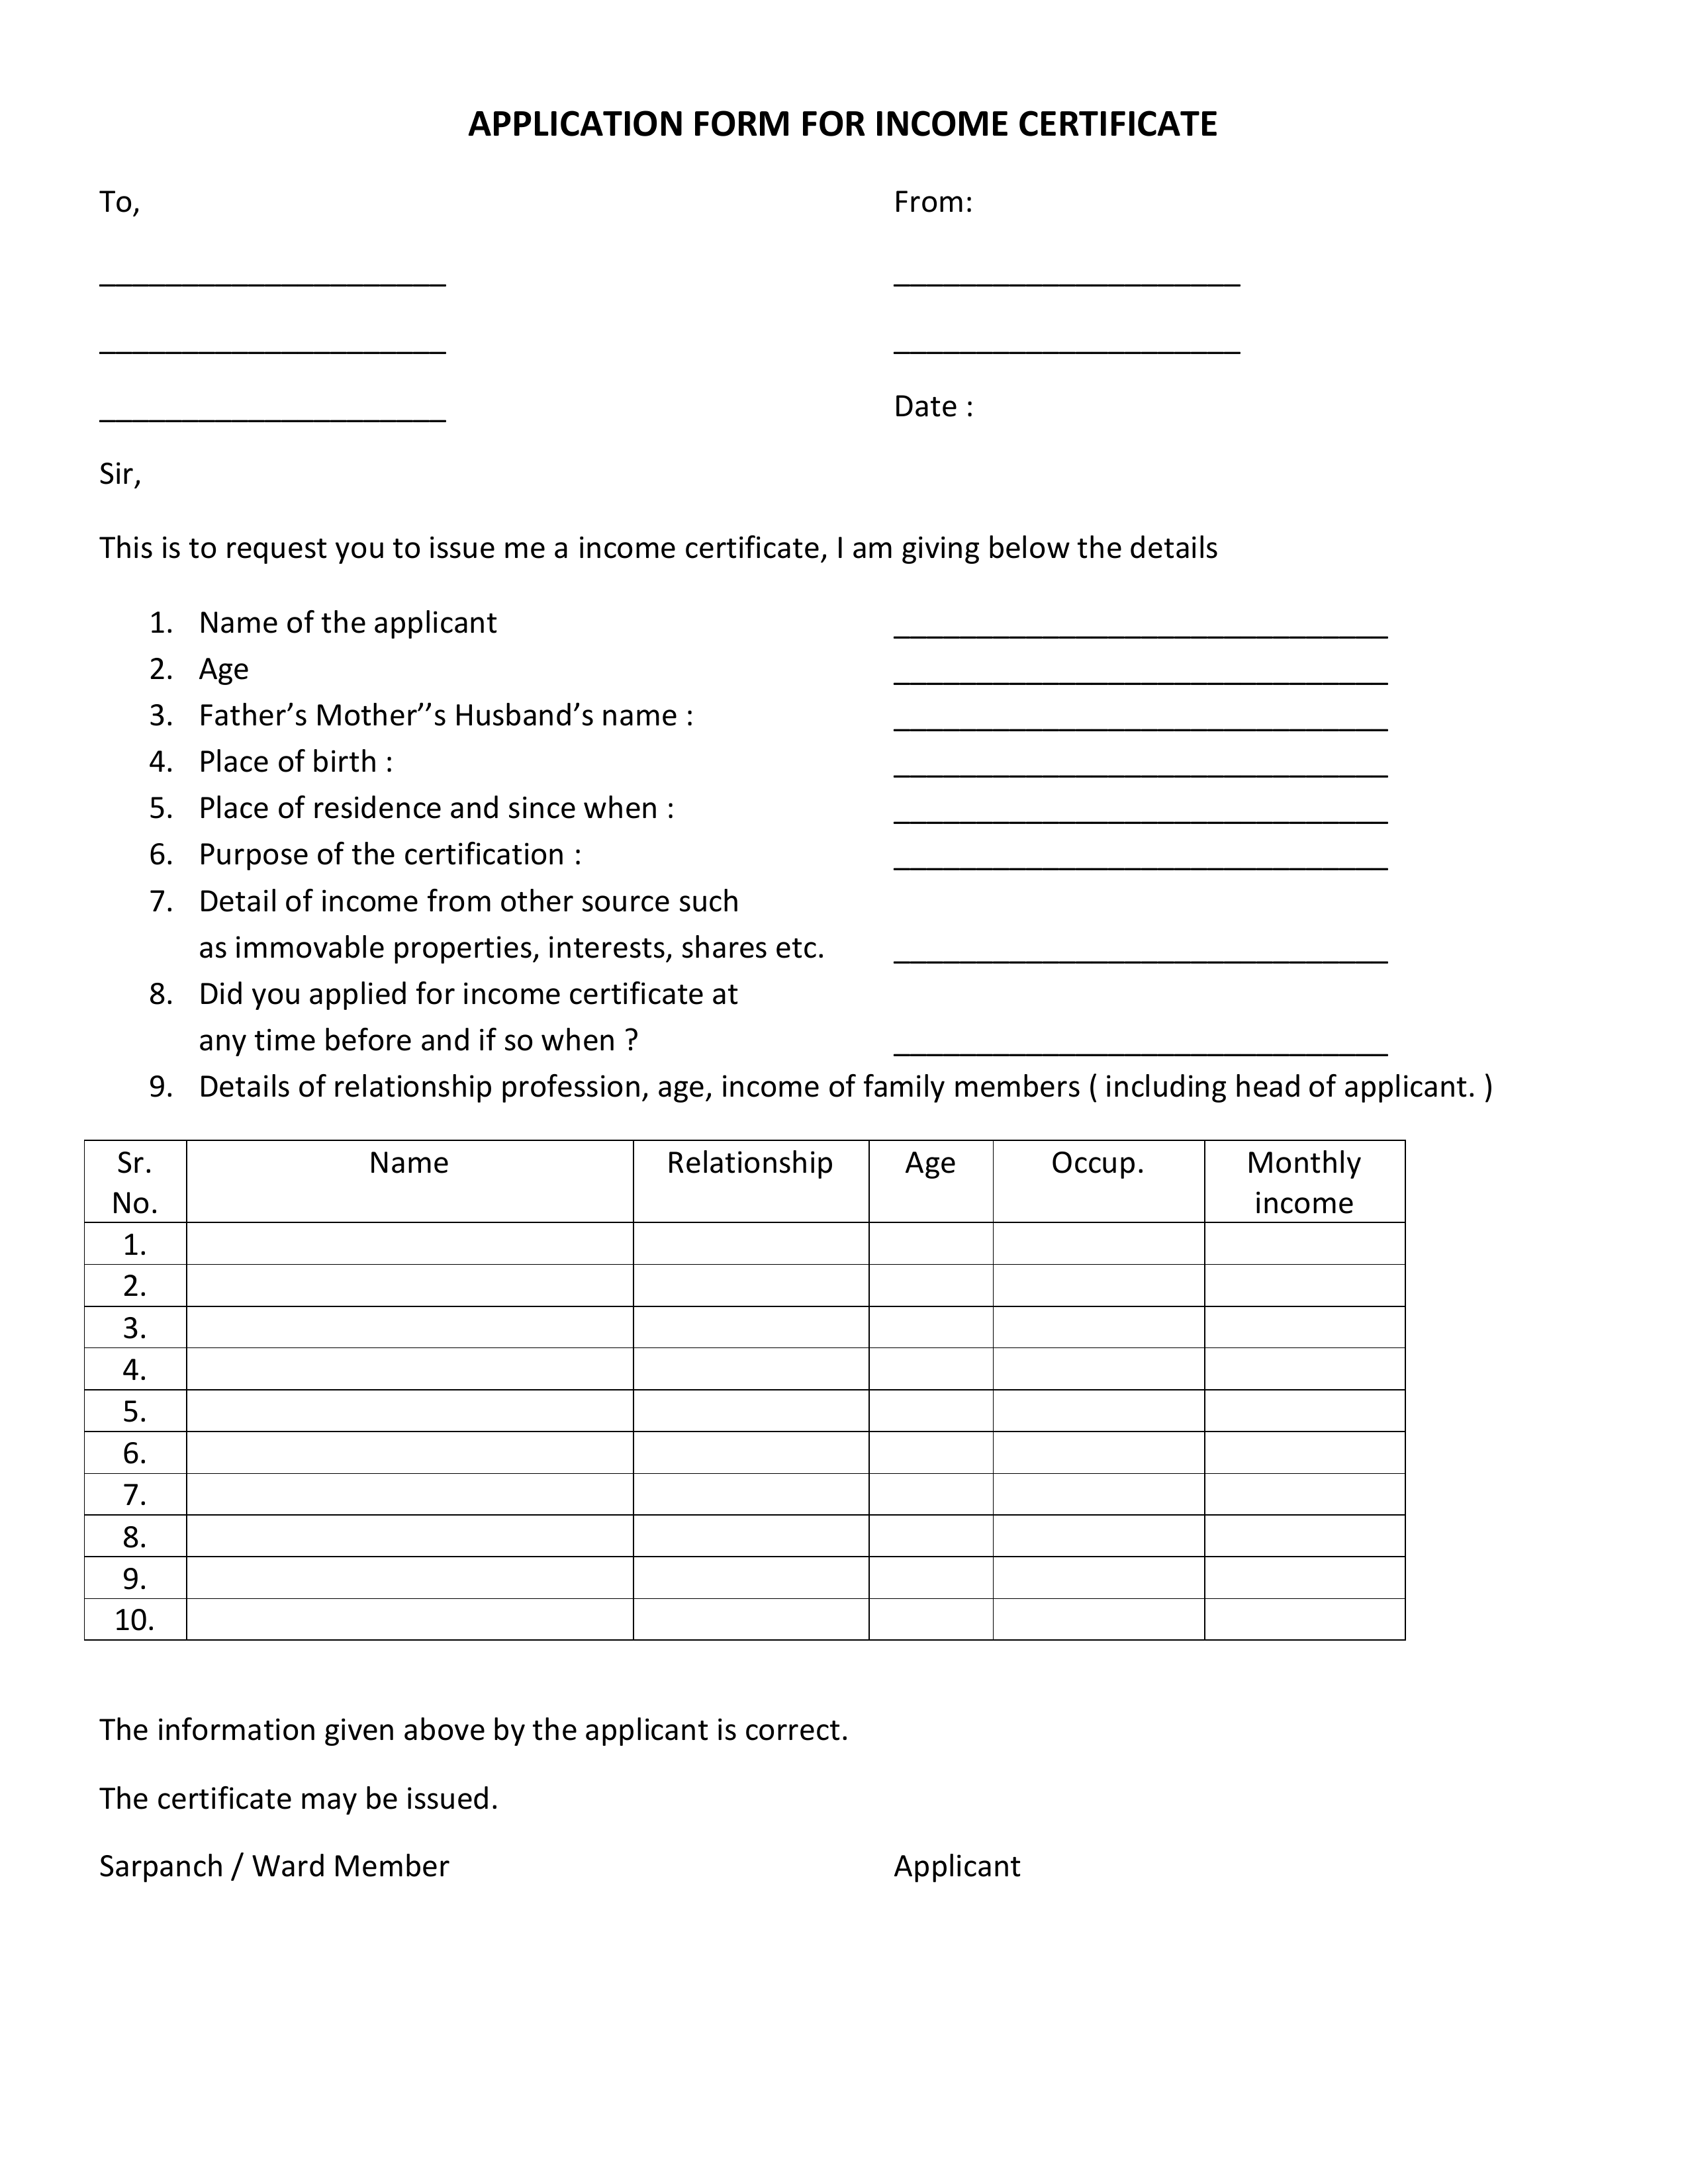 APPLICATION FORM FOR INCOME CERTIFICATE
To, From:
_____________________ _____________________
_____________________ _____________________
_____________________ Date :
Sir,
This is to request you to issue me a income certificate, I am giving below the details
1. Name of the applicant ______________________________
2. Age ______________________________
3. Father’s Mother’’s Husband’s name : ______________________________
4. Place of birth : ______________________________
5. Place of residence and since when : ______________________________
6. Purpose of the certification : ______________________________
7. Detail of income from other source such
as immovable properties, interests, shares etc. ______________________________
8. Did you applied for income certificate at
any time before and if so when ? ______________________________
9. Details of relationship profession, age, income of family members ( including head of applicant. )
Sr. Name Relationship Age Occup. Monthly
No. income
1.
2.
3.
4.
5.
6.
7.
8.
9.
10.
The information given above by the applicant is correct.
The certificate may be issued.
Sarpanch / Ward Member Applicant